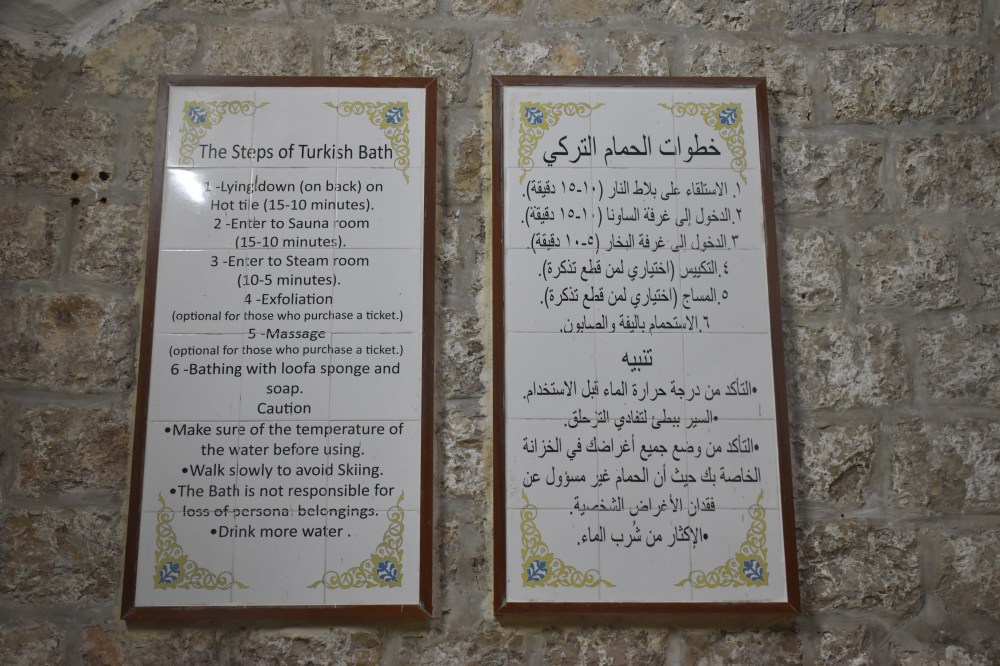 The Steps of Turkish Bath
1 -Lying down (on back) on
Hot tile (15-10 minutes).
2 -Enter to Sauna room
(15-10 minutes).
3 -Enter to Steam room
(10-5 minutes).
4 -Exfoliation
(optional for those who purchase a ticket.)
5 -Massage
(optional for those who purchase a ticket.)
6 -Bathing with loofa sponge and
soap.
Caution
•Make sure of the temperature of
the water before using.
•Walk slowly to avoid Skiing.
•The Bath is not responsible for
loss of personal belongings.
•Drink more water .
خطوات الحمام التركي
١. الاستلقاء على بلاط النار (١٠-١٥ دقيقة).
٢.الدخول إلى غرفة الساونا (١٠-١٥ دقيقة).
٣.الدخول الى غرفة البخار (٥-١٠ دقيقة).
٤.التكييس (اختياري لمن قطع تذكرة).
٥.المساج (اختياري لمن قطع تذكرة).
٦.الاستحمام باليفة والصابون.
تنبيه
•التأكد من درجة حرارة الماء قبل الاستخدام.
•السير ببطئ لتفادي التزحلق.
•التأكد من وضع جميع أغراضك في الخزانة
الخاصة بك حيث أن الحمام غير مسؤول عن
فقدان الأغراض الشخصية.
•الإكثار من شُرب الماء.